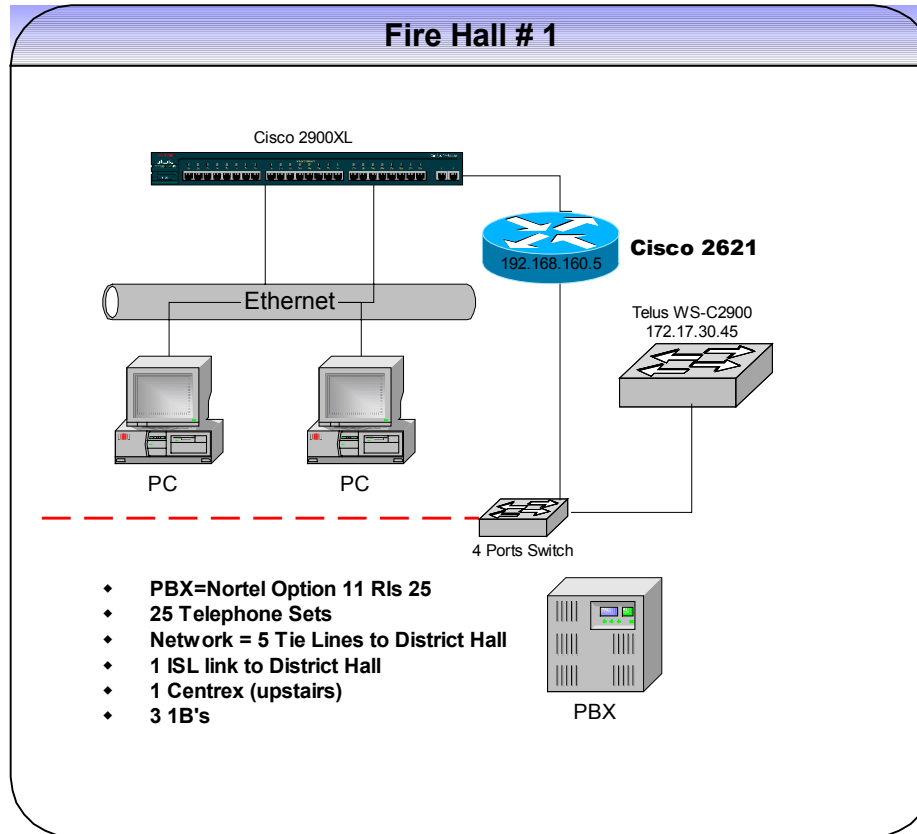 Fire Hall # 1
Cisco 2900XL
Cisco 2621
192.168.160.5
Ethernet
Telus WS-C2900
172.17.30.45
PC
PC
4 Ports Switch
◆ PBX=Nortel Option 11 Rls 25
◆ 25 Telephone Sets
◆ Network = 5 Tie Lines to District Hall
◆ 1 ISL link to District Hall
◆ 1 Centrex (upstairs)
◆ 3 1B's
PBX